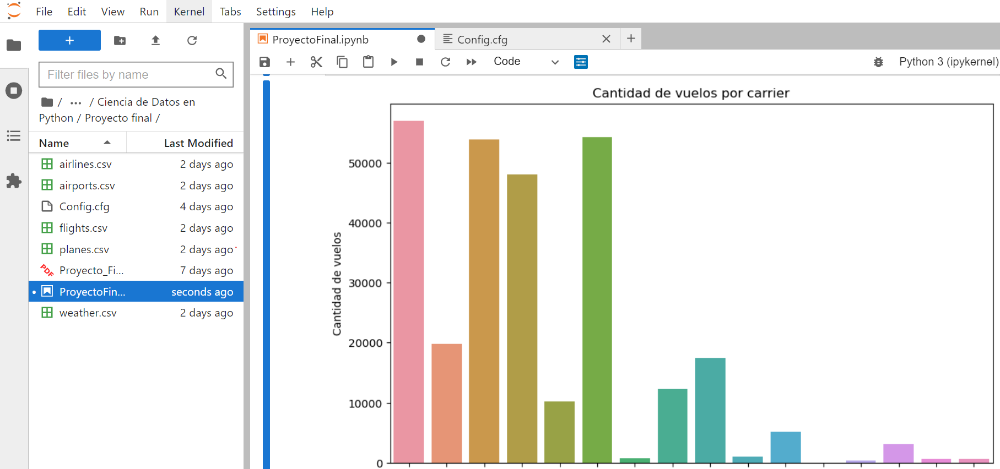 File Edit View Run Kernel Tabs Settings Help
+
Filter files by name
/ ... / Ciencia de Datos en
Python / Proyecto final /
Name Last Modified
airlines.csv 2 days ago
airports.csv 2 days ago
Config.cfg 4 days ago
flights.csv 2 days ago
planes.csv 2 days ago
PDF Proyecto_Fi... 7 days ago
ProyectoFin... seconds ago
weather.csv 2 days ago
ProyectoFinal.ipynb Config.cfg
Code Python 3 (ipykernel)
Cantidad de vuelos por carrier
Cantidad de vuelos
50000
40000
30000
20000
10000
0